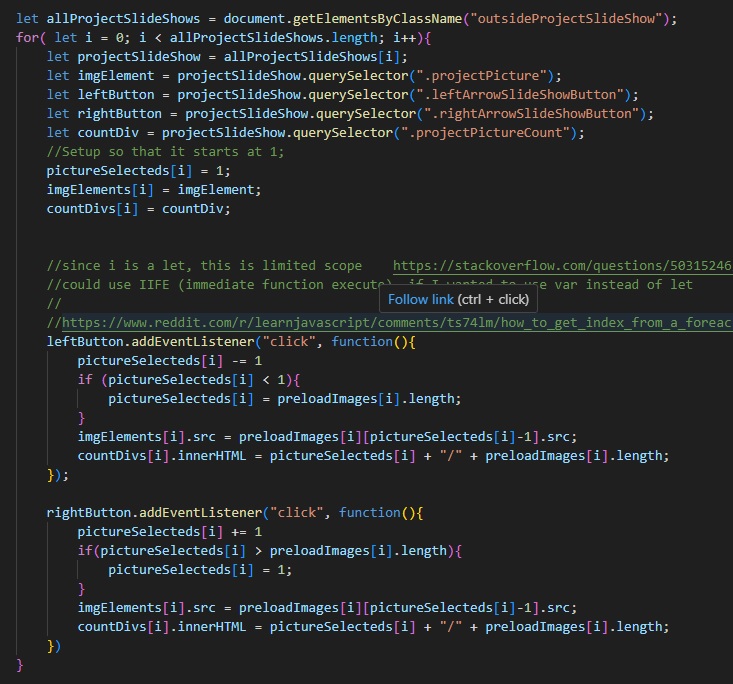 let allProjectSlideShows = document.getElementsByClassName("outsideProjectSlideShow");
for( let i = 0; i < allProjectSlideShows.length; i++){
    let projectSlideShow = allProjectSlideShows[i];
    let imgElement = projectSlideShow.querySelector(".projectPicture");
    let leftButton = projectSlideShow.querySelector(".leftArrowSlideShowButton");
    let rightButton = projectSlideShow.querySelector(".rightArrowSlideShowButton");
    let countDiv = projectSlideShow.querySelector(".projectPictureCount");
    //Setup so that it starts at 1;
    pictureSelecteds[i] = 1;
    imgElements[i] = imgElement;
    countDivs[i] = countDiv;
    //since i is a let, this is limited scope    https://stackoverflow.com/questions/50315246
    //could use IIFE (immediate function execute), if I wanted to use var instead of let
    //
Follow link (ctrl + click)
    //https://www.reddit.com/r/learnjavascript/comments/ts74lm/how_to_get_index_from_a_foreac
    leftButton.addEventListener("click", function(){
        pictureSelecteds[i] -= 1
        if (pictureSelecteds[i] < 1){
            pictureSelecteds[i] = preloadImages[i].length;
        }
        imgElements[i].src = preloadImages[i][pictureSelecteds[i]-1].src;
        countDivs[i].innerHTML = pictureSelecteds[i] + "/" + preloadImages[i].length;
    });
    rightButton.addEventListener("click", function(){
        pictureSelecteds[i] += 1
        if(pictureSelecteds[i] > preloadImages[i].length){
            pictureSelecteds[i] = 1;
        }
        imgElements[i].src = preloadImages[i][pictureSelecteds[i]-1].src;
        countDivs[i].innerHTML = pictureSelecteds[i] + "/" + preloadImages[i].length;
    })
}